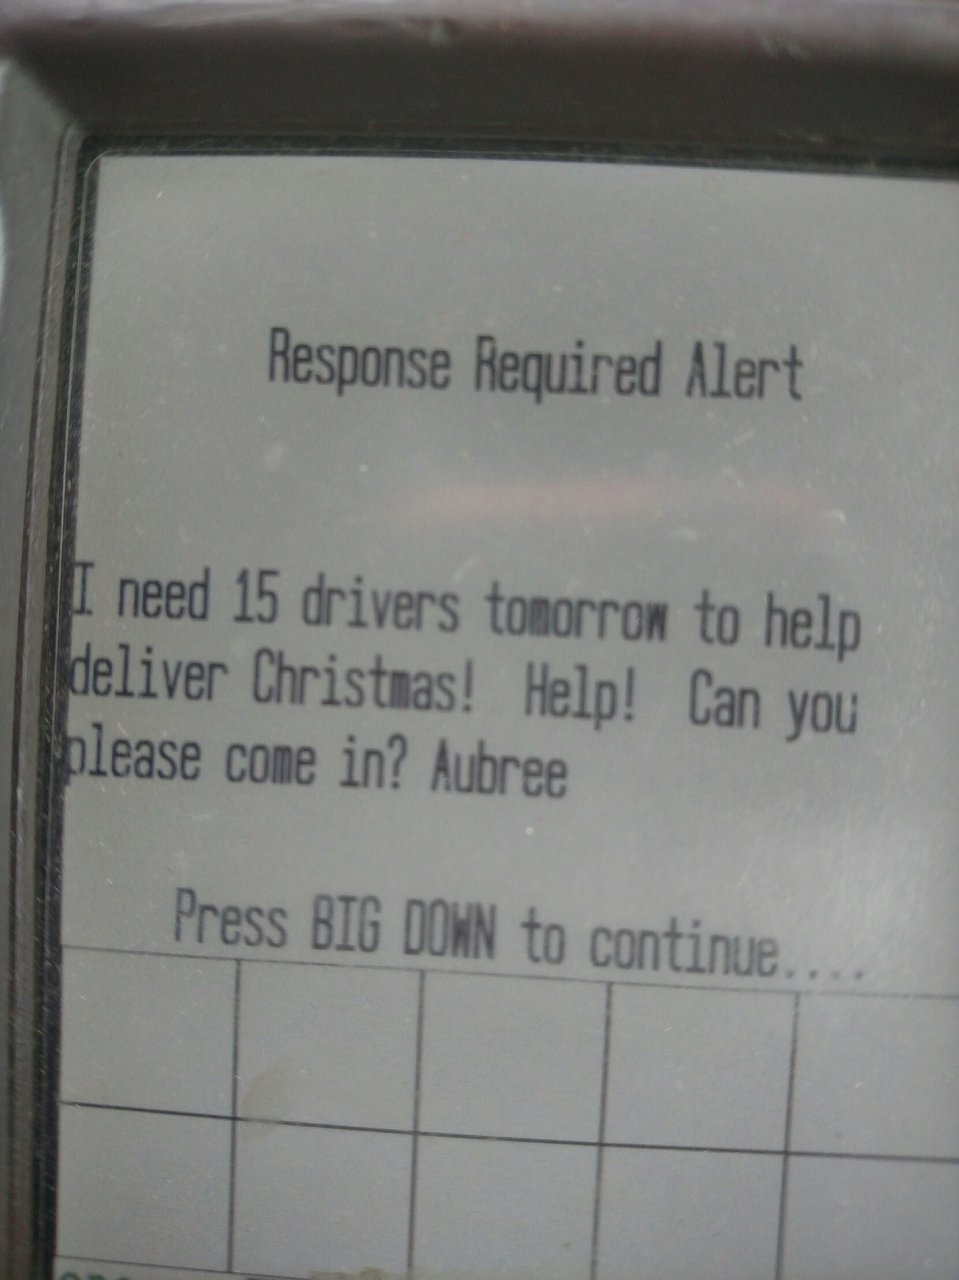 Response Required Alert
I need 15 drivers tomorrow to help
deliver Christmas!  Help!  Can you
please come in? Aubree
Press BIG DOWN to continue....